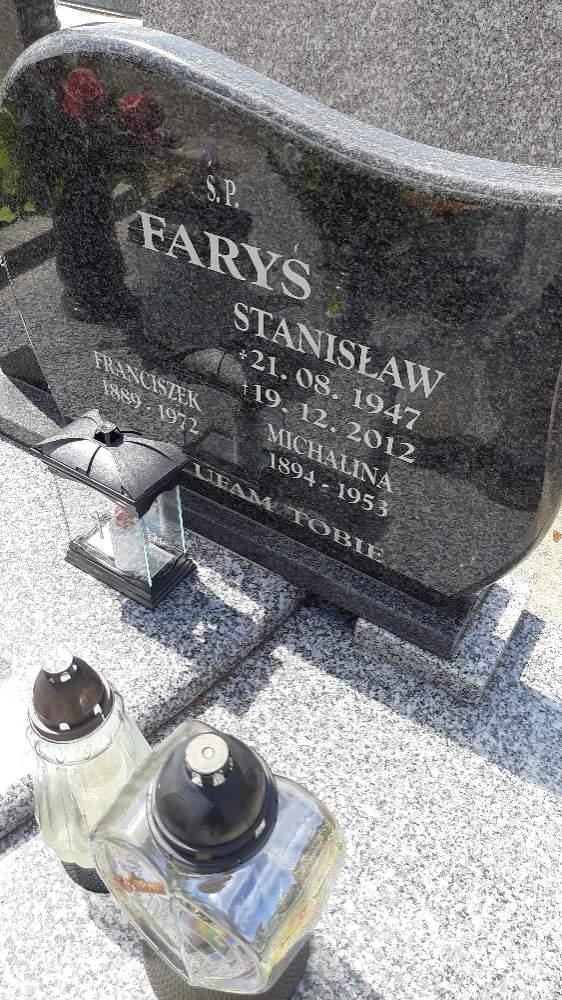 Ś.P.
FARYŚ
STANISŁAW
*21. 08. 1947
†19. 12. 2012
FRANCISZEK
1889 - 1972
MICHALINA
1894 - 1953
UFAM TOBIE